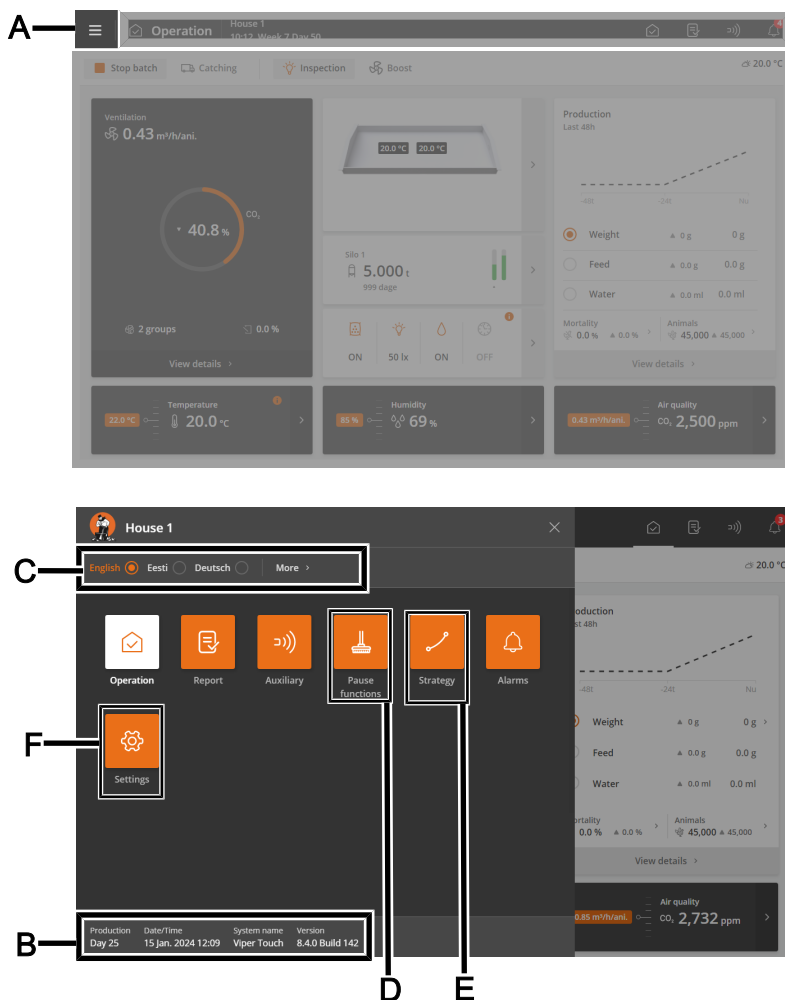 A
Operation
House 1
10:12, Week 7 Day 50
4
Stop batch
Catching
Inspection
Boost
20.0 °C
Ventilation
0.43 m³/h/ani.
40.8 %
CO₂
2 groups
0.0 %
View details ›
20.0 °C
20.0 °C
›
Silo 1
5.000 t
999 dage
›
ON
50 lx
ON
OFF
›
Production
Last 48h
-48t
-24t
Nu
Weight ▲ 0 g 0 g
Feed ▲ 0.0 g 0.0 g
Water ▲ 0.0 ml 0.0 ml
Mortality
0.0 % ▲ 0.0 % ›
Animals
45,000 ▲ 45,000 ›
View details ›
Temperature
22.0 °C
20.0 °C
›
Humidity
85 %
69 %
›
Air quality
0.43 m³/h/ani.
CO₂ 2,500 ppm
›
House 1
3
C
English
Eesti
Deutsch
More ›
20.0 °C
Operation
Report
Auxiliary
Pause
functions
Strategy
Alarms
F
Settings
oduction
st 48h
-48t
-24t
Nu
Weight ▲ 0 g 0 g ›
Feed ▲ 0.0 g 0.0 g
Water ▲ 0.0 ml 0.0 ml
ortality
0.0 % ▲ 0.0 % ›
Animals
45,000 ▲ 45,000 ›
View details ›
Air quality
0.85 m³/h/ani.
CO₂ 2,732 ppm
›
B
Production
Day 25
Date/Time
15 Jan. 2024 12:09
System name
Viper Touch
Version
8.4.0 Build 142
D
E